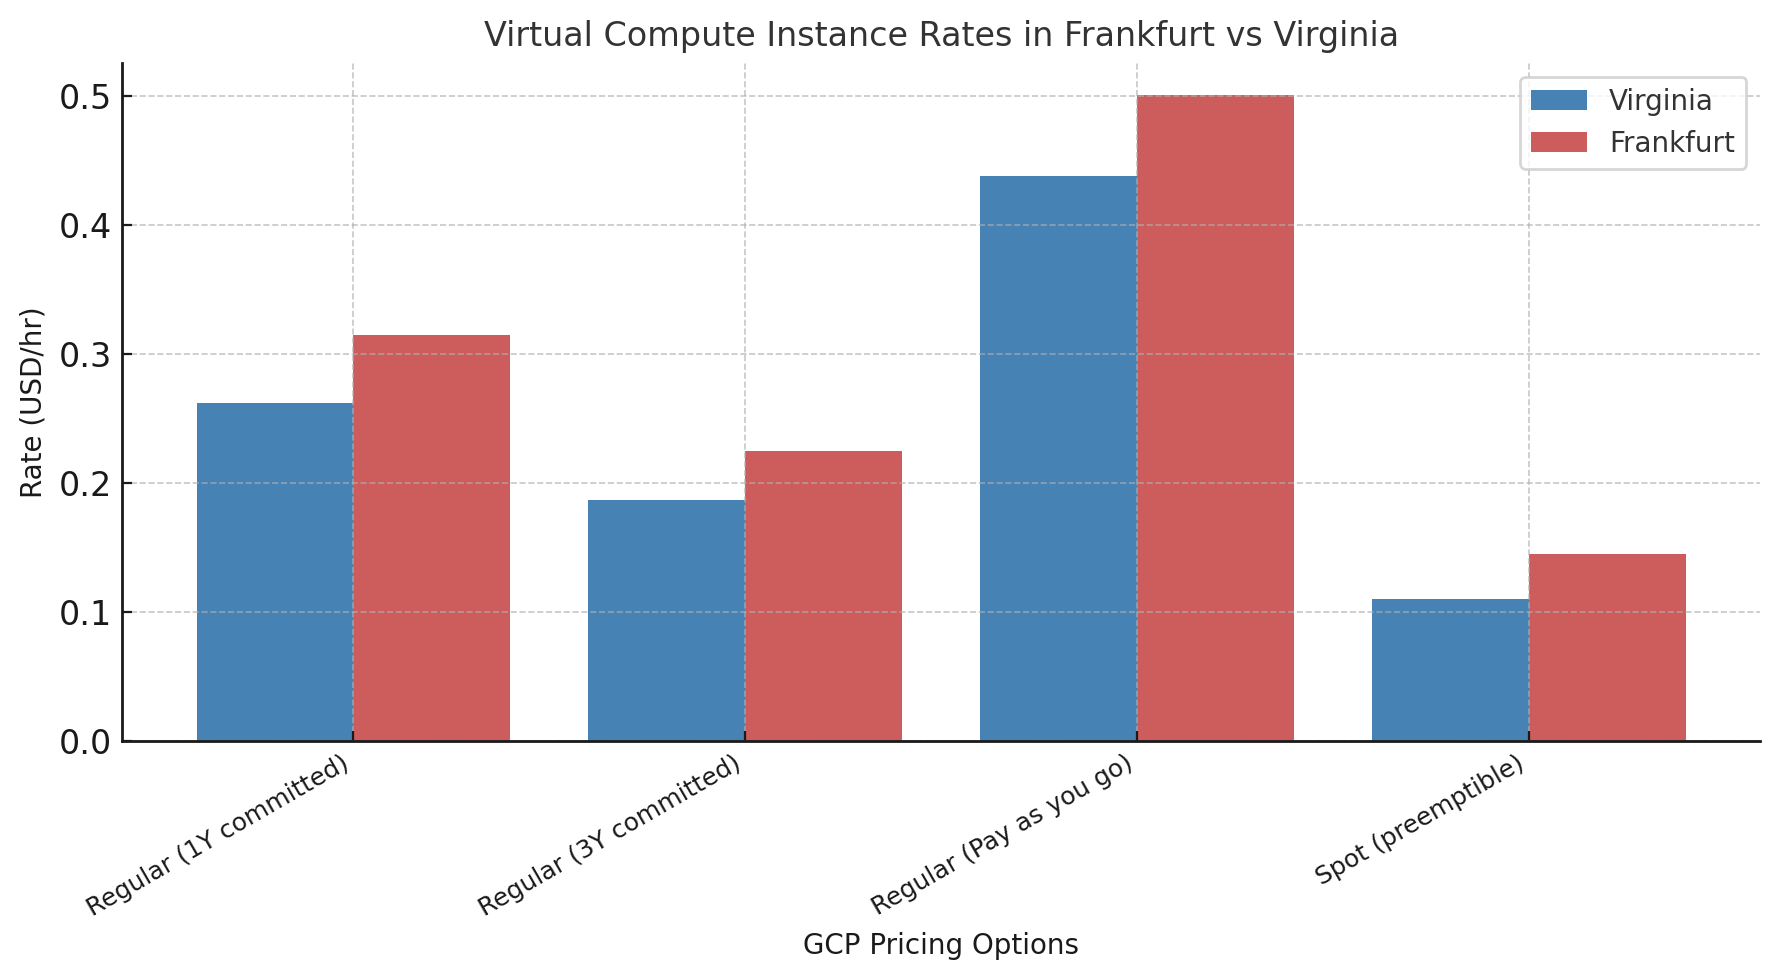 Virtual Compute Instance Rates in Frankfurt vs Virginia
Virginia
Frankfurt
Rate (USD/hr)
0.5
0.4
0.3
0.2
0.1
0.0
Regular (1Y committed)
Regular (3Y committed)
Regular (Pay as you go)
Spot (preemptible)
GCP Pricing Options